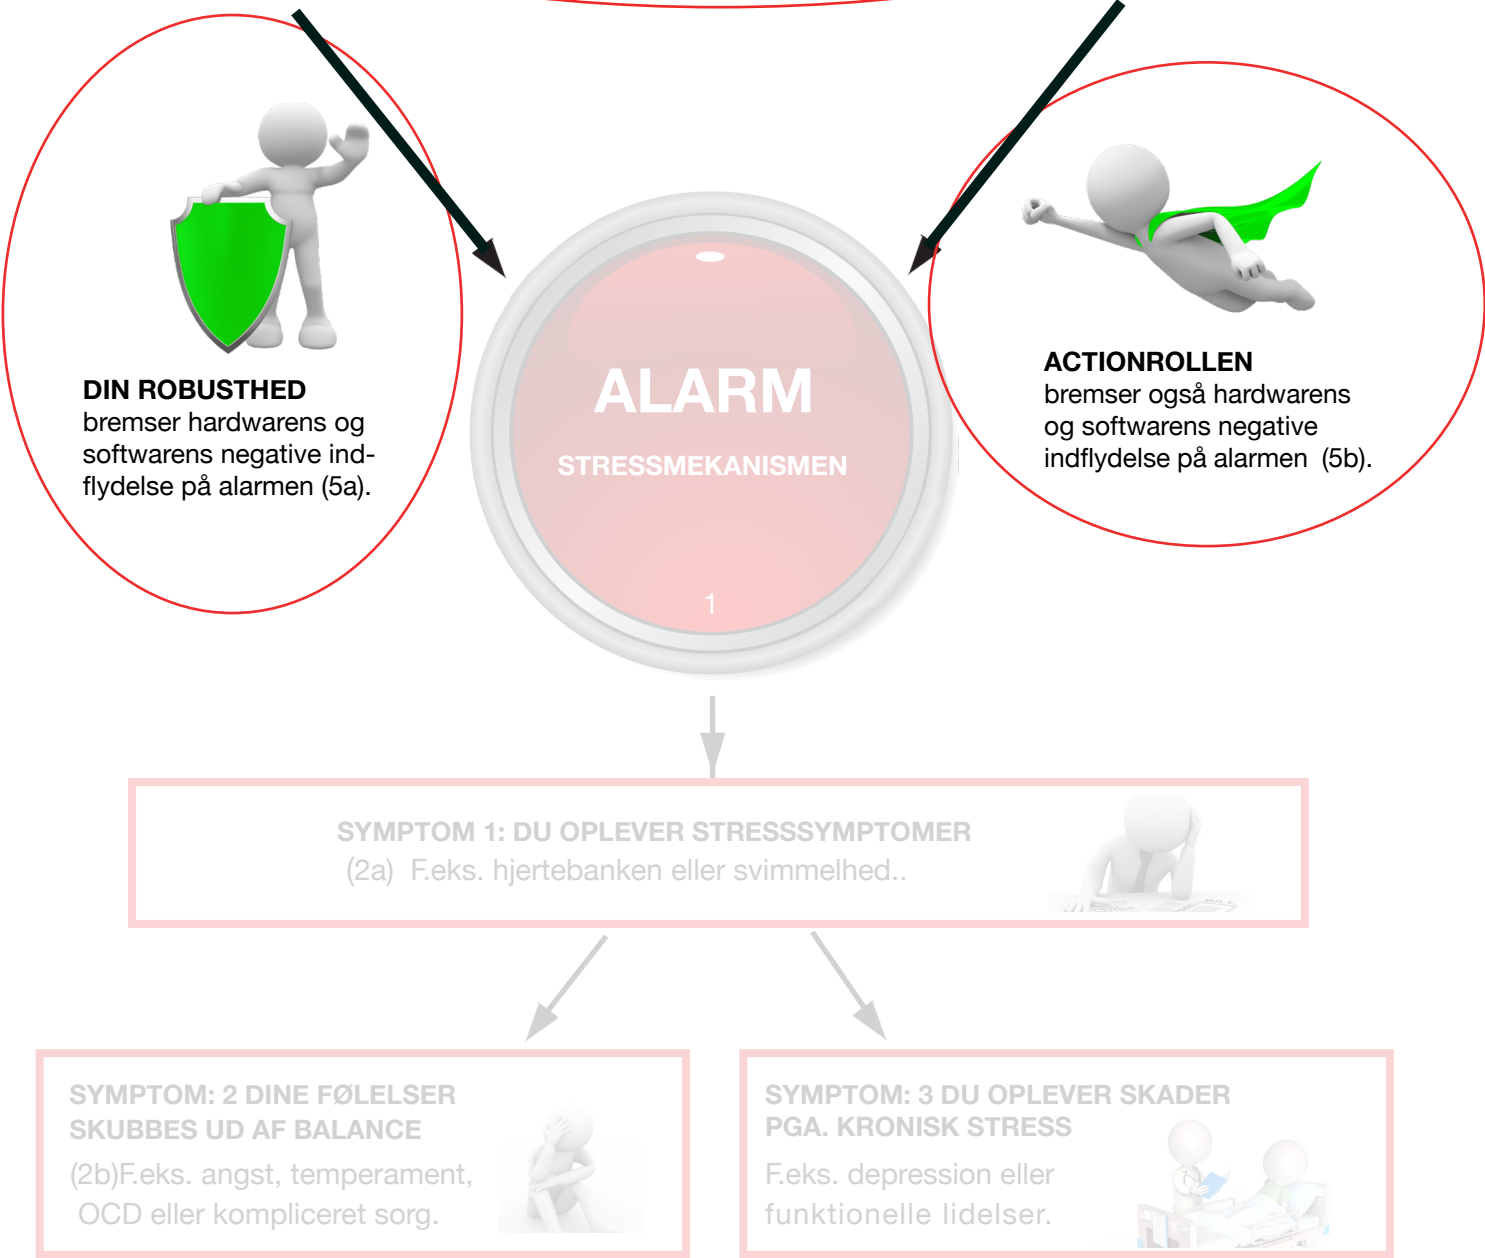 DIN ROBUSTHED
bremser hardwarens og
softwarens negative ind-
flydelse på alarmen (5a).
ALARM
STRESSMEKANISMEN
1
ACTIONROLLEN
bremser også hardwarens
og softwarens negative
indflydelse på alarmen (5b).
SYMPTOM 1: DU OPLEVER STRESSSYMPTOMER
(2a) F.eks. hjertebanken eller svimmelhed..
SYMPTOM: 2 DINE FØLELSER
SKUBBES UD AF BALANCE
(2b)F.eks. angst, temperament,
OCD eller kompliceret sorg.
SYMPTOM: 3 DU OPLEVER SKADER
PGA. KRONISK STRESS
F.eks. depression eller
funktionelle lidelser.